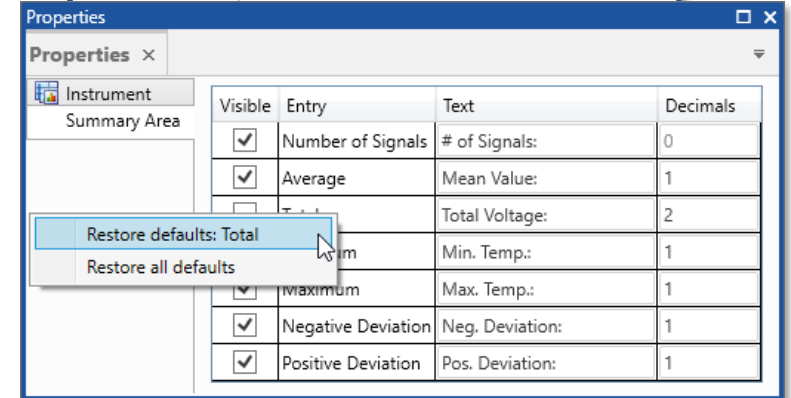 Properties
Properties
Instrument
Summary Area
Visible Entry Text Decimals
Number of Signals # of Signals: 0
Average Mean Value: 1
Total Voltage: 2
Restore defaults: Total
Restore all defaults
Min. Temp.: 1
Maximum Max. Temp.: 1
Negative Deviation Neg. Deviation: 1
Positive Deviation Pos. Deviation: 1